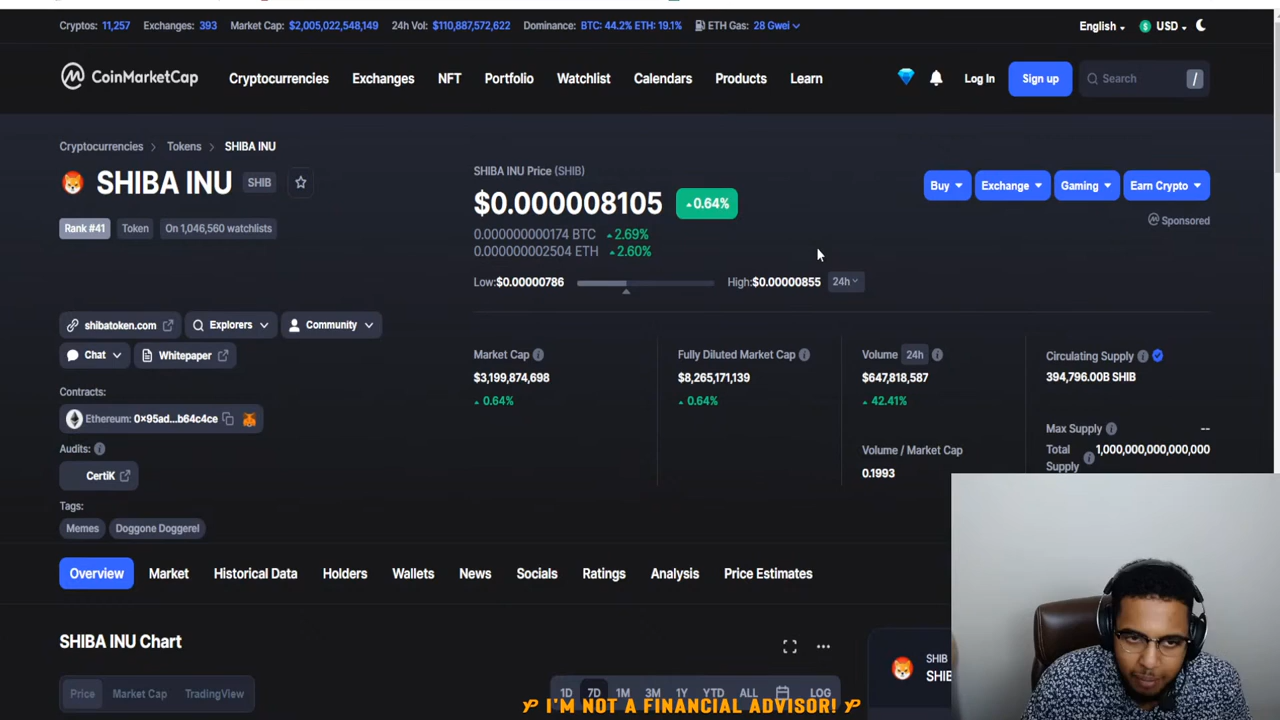 Cryptos: 11,257 Exchanges: 393 Market Cap: $2,005,022,548,149 24h Vol: $110,887,572,622 Dominance: BTC: 44.2% ETH: 19.1% ETH Gas: 28 Gwei English USD
CoinMarketCap Cryptocurrencies Exchanges NFT Portfolio Watchlist Calendars Products Learn Log In Sign up Search /
Cryptocurrencies Tokens SHIBA INU
SHIBA INU SHIB
Rank #41 Token On 1,046,560 watchlists
SHIBA INU Price (SHIB)
$0.000008105 0.64%
0.000000000174 BTC 2.69%
0.000000002504 ETH 2.60%
Low:$0.00000786 High:$0.00000855 24h
Buy Exchange Gaming Earn Crypto
Sponsored
shibatoken.com Explorers Community
Chat Whitepaper
Contracts:
Ethereum: 0x95ad...b64c4ce
Audits:
CertiK
Tags:
Memes Doggone Doggerel
Market Cap
$3,199,874,698
0.64%
Fully Diluted Market Cap
$8,265,171,139
0.64%
Volume 24h
$647,818,587
42.41%
Volume / Market Cap
0.1993
Circulating Supply
394,796.00B SHIB
Max Supply --
Total Supply 1,000,000,000,000,000
Overview Market Historical Data Holders Wallets News Socials Ratings Analysis Price Estimates
SHIBA INU Chart
Price Market Cap TradingView
1D 7D 1M 3M 1Y YTD ALL LOG
SHIB
SHIB
I'M NOT A FINANCIAL ADVISOR!